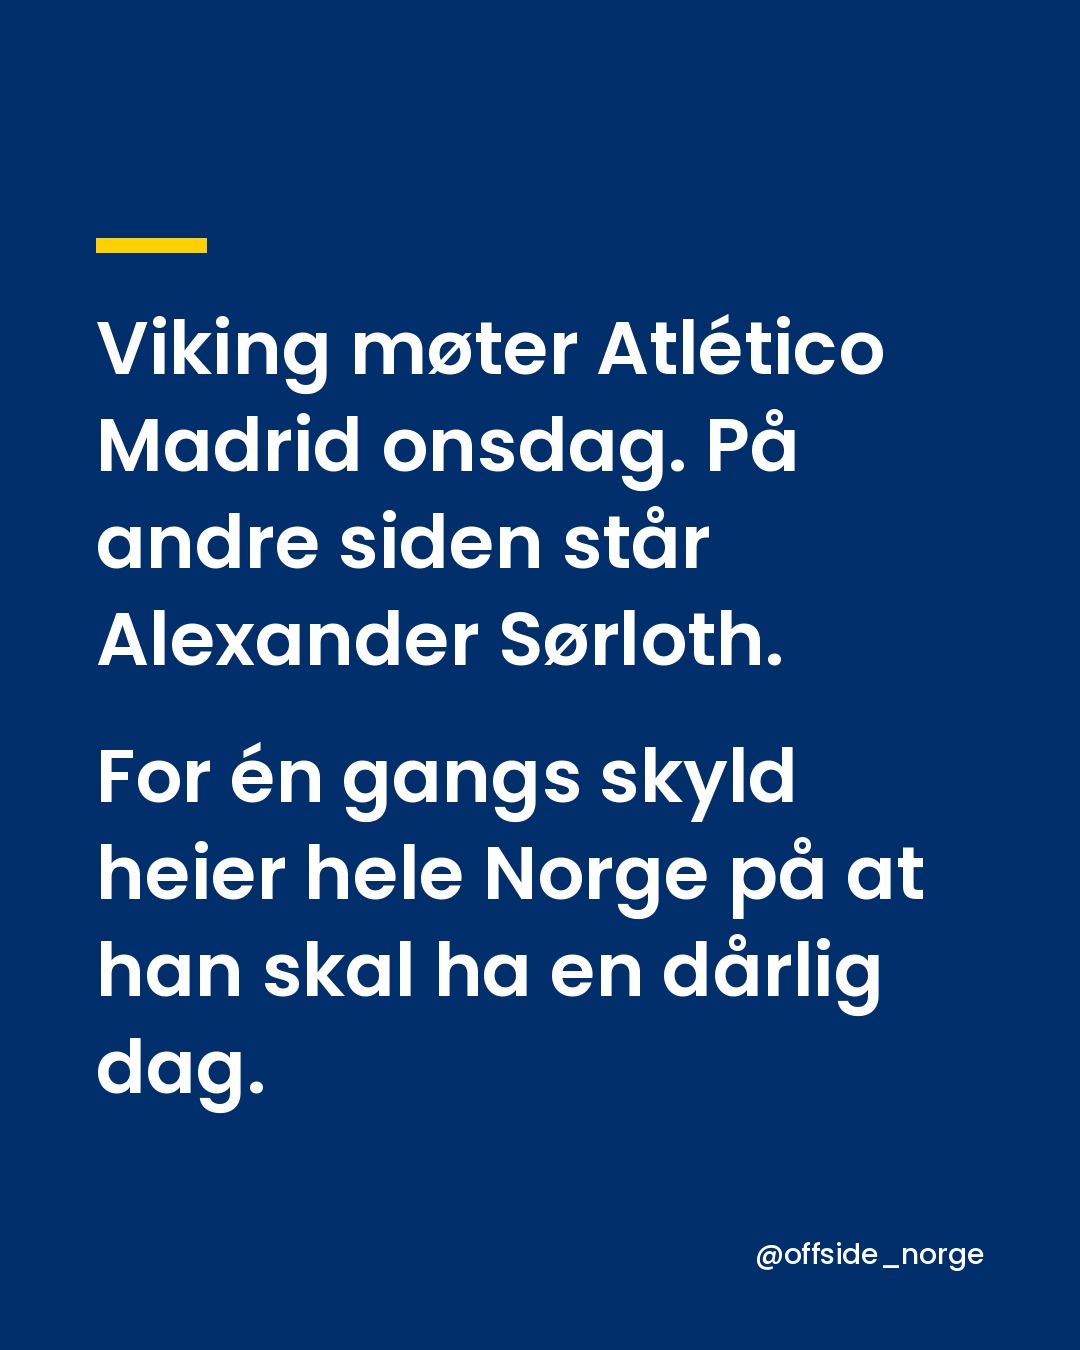 Viking møter Atlético
Madrid onsdag. På
andre siden står
Alexander Sørloth.
For én gangs skyld
heier hele Norge på at
han skal ha en dårlig
dag.
@offside_norge